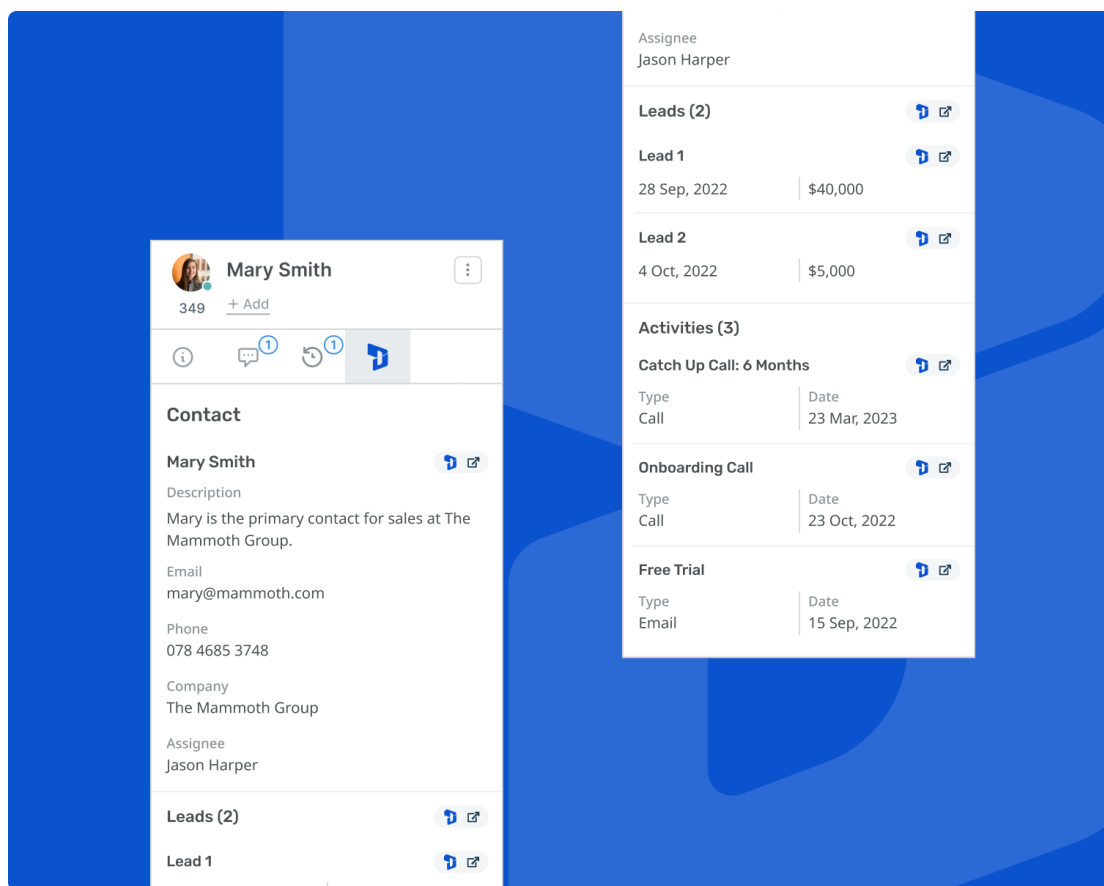 Mary Smith
349
+ Add
1
1
Contact
Mary Smith
Description
Mary is the primary contact for sales at The
Mammoth Group.
Email
mary@mammoth.com
Phone
078 4685 3748
Company
The Mammoth Group
Assignee
Jason Harper
Leads (2)
Lead 1
Assignee
Jason Harper
Leads (2)
Lead 1
28 Sep, 2022 $40,000
Lead 2
4 Oct, 2022 $5,000
Activities (3)
Catch Up Call: 6 Months
Type Date
Call 23 Mar, 2023
Onboarding Call
Type Date
Call 23 Oct, 2022
Free Trial
Type Date
Email 15 Sep, 2022